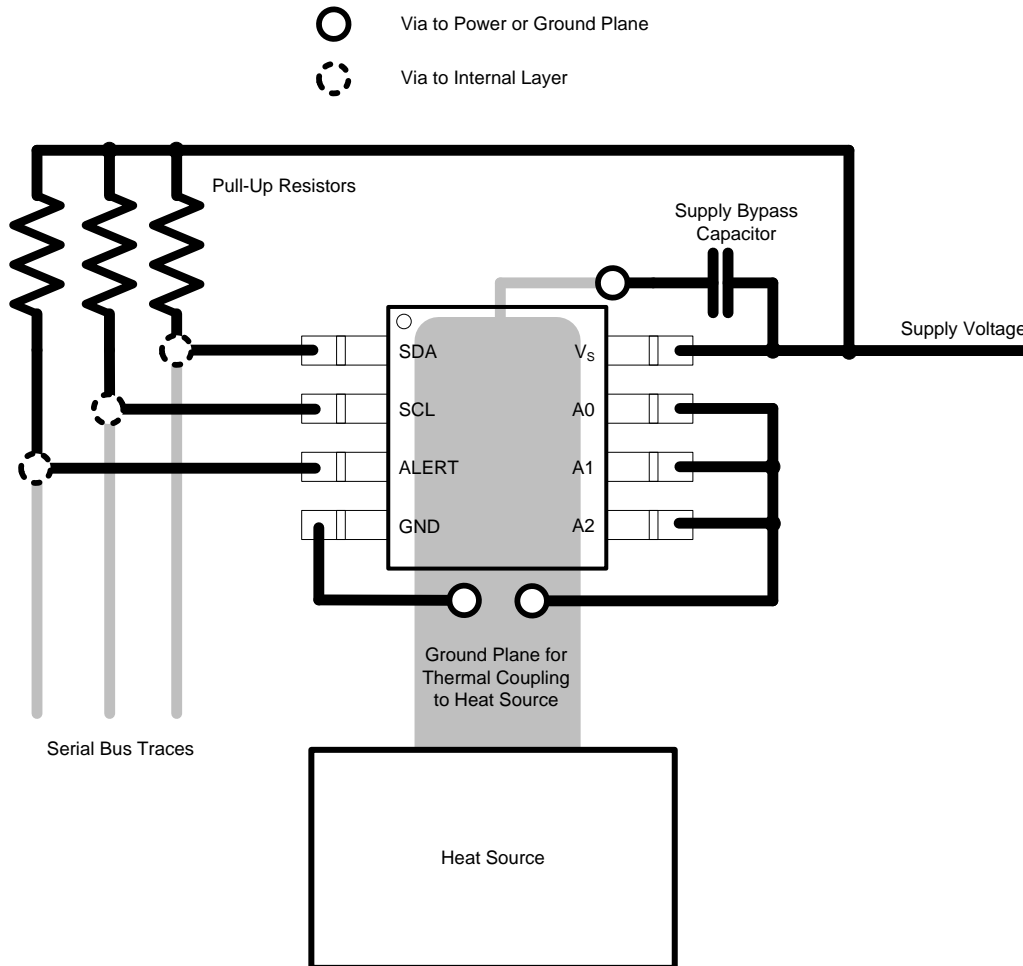 Via to Power or Ground Plane
Via to Internal Layer
Pull-Up Resistors
Supply Bypass
Capacitor
Supply Voltage
SDA
VS
SCL
A0
ALERT
A1
GND
A2
Ground Plane for
Thermal Coupling
to Heat Source
Serial Bus Traces
Heat Source